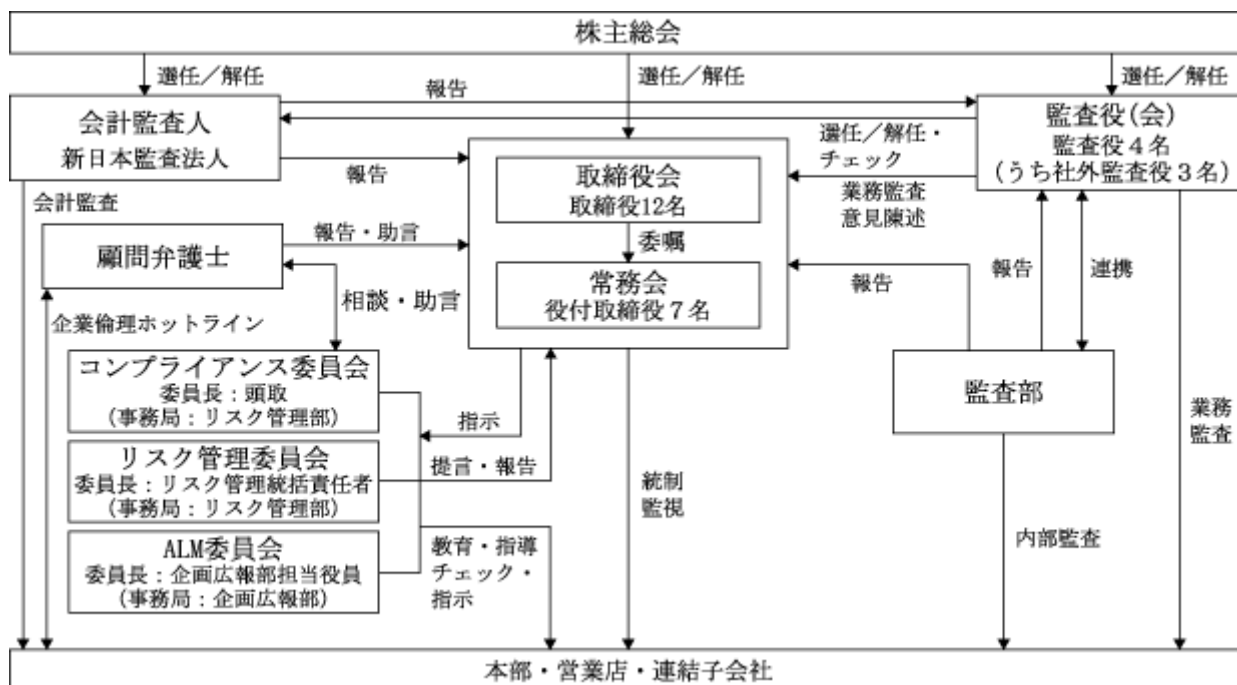 株主総会
選任／解任
選任／解任
選任／解任
報告
会計監査人
新日本監査法人
監査役(会)
監査役４名
(うち社外監査役３名)
選任／解任・
チェック
報告
取締役会
取締役12名
業務監査
意見陳述
会計監査
顧問弁護士
報告・助言
委嘱
常務会
役付取締役７名
報告
報告
連携
相談・助言
企業倫理ホットライン
コンプライアンス委員会
委員長：頭取
(事務局：リスク管理部)
監査部
指示
業務
監査
リスク管理委員会
委員長：リスク管理統括責任者
(事務局：リスク管理部)
提言・報告
統制
監視
ALM委員会
委員長：企画広報部担当役員
(事務局：企画広報部)
教育・指導
チェック・
指示
内部監査
本部・営業店・連結子会社